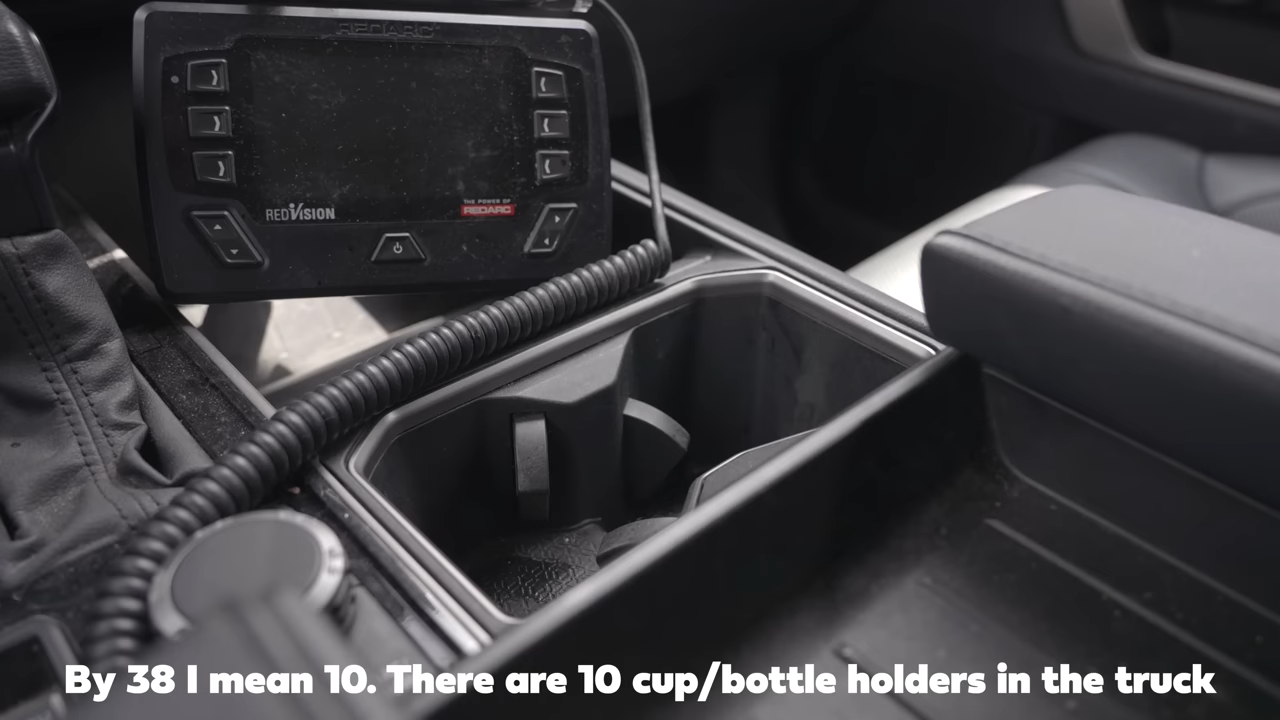 REDARC
REDVISION
THE POWER OF
REDARC
By 38 I mean 10. There are 10 cup/bottle holders in the truck